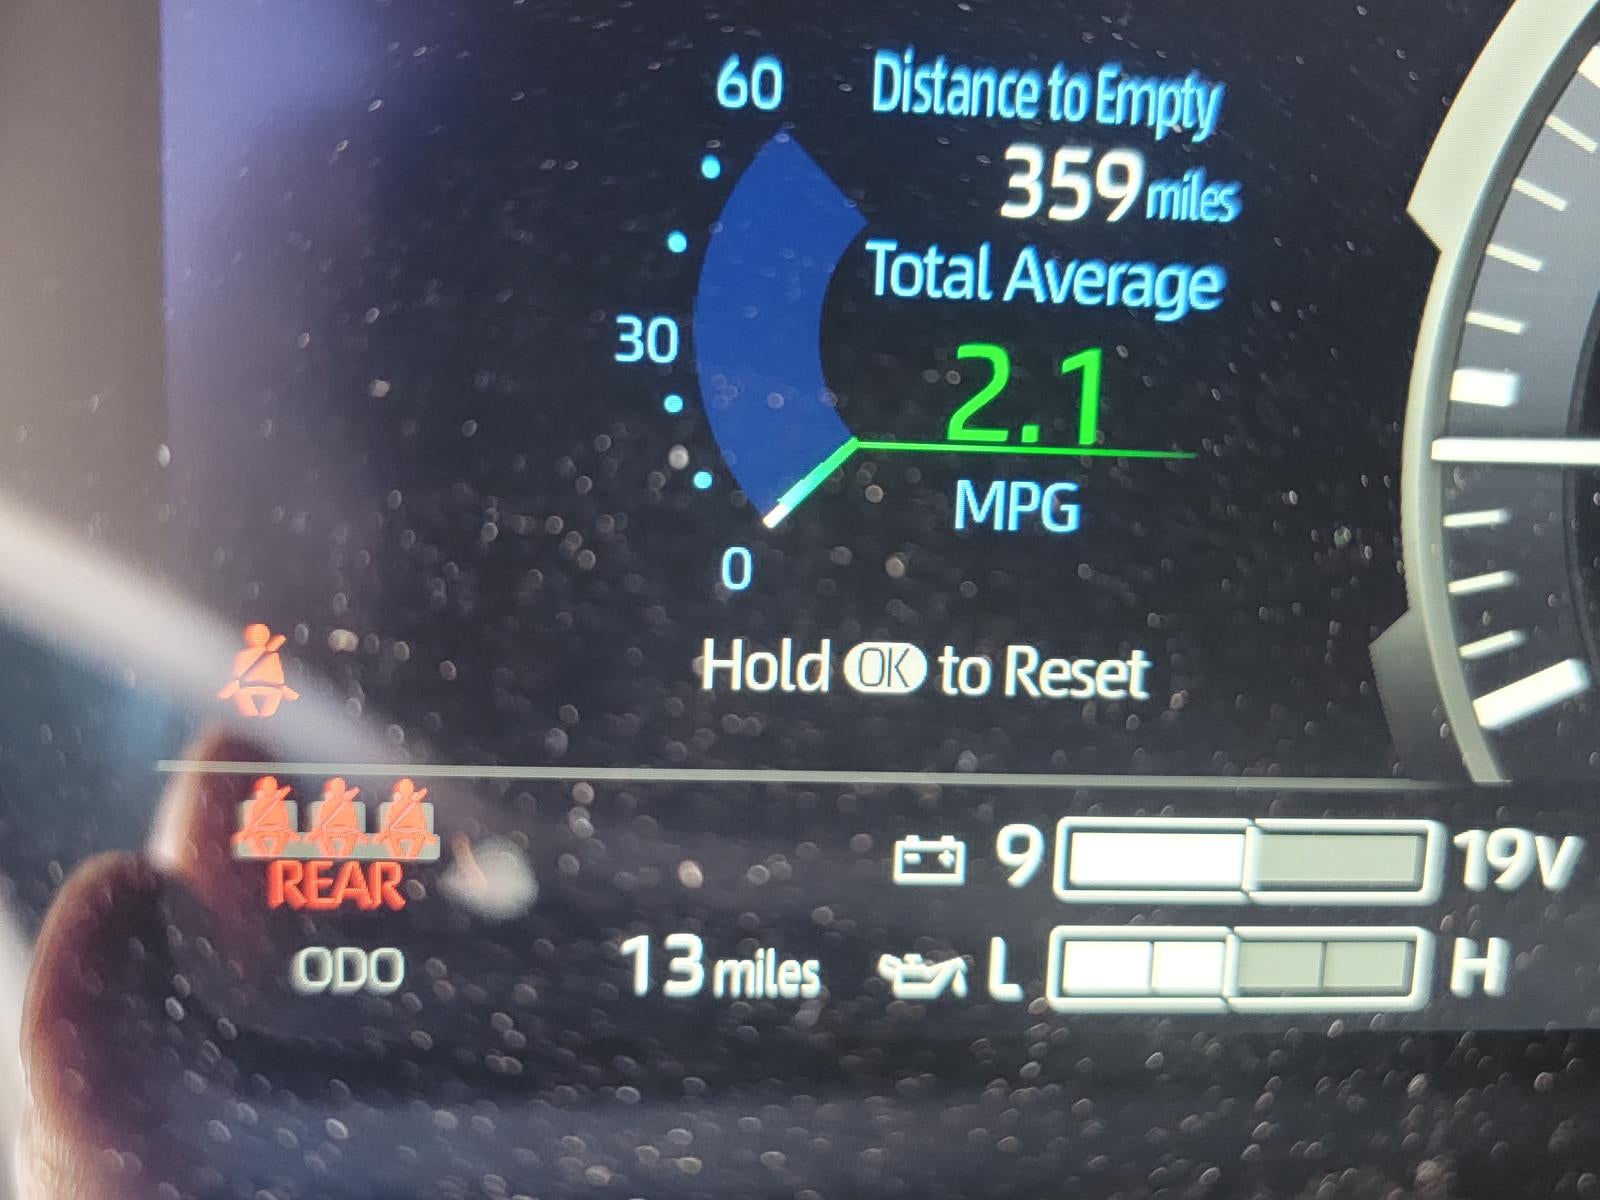 60
Distance to Empty
359 miles
Total Average
30
2.1
MPG
0
Hold OK to Reset
REAR
9 19V
ODO 13 miles L H